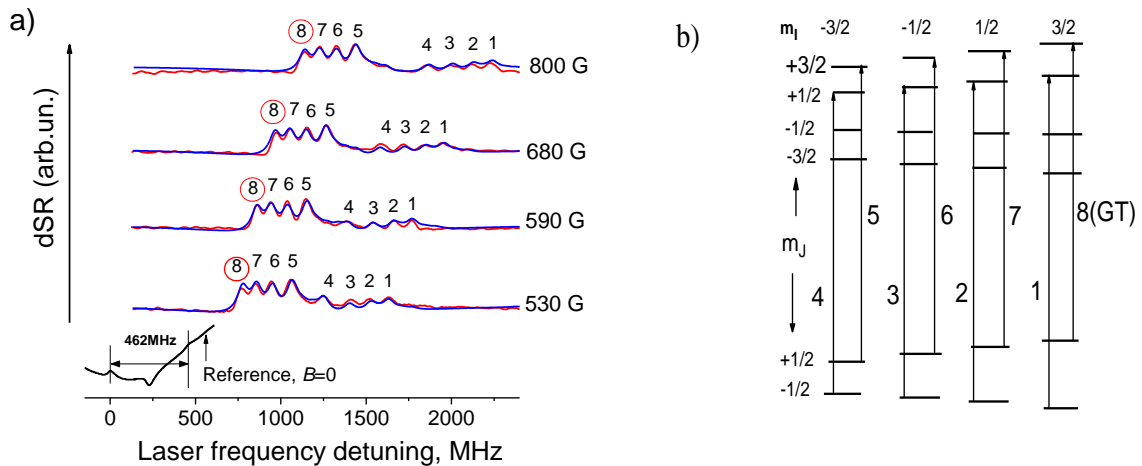 a)
dSR (arb.un.)
8 7 6 5 4 3 2 1
800 G
8 7 6 5 4 3 2 1
680 G
8 7 6 5 4 3 2 1
590 G
8 7 6 5 4 3 2 1
530 G
462MHz
Reference, B=0
0 500 1000 1500 2000
Laser frequency detuning, MHz
b)
mI -3/2 -1/2 1/2 3/2
+3/2
+1/2
-1/2
-3/2
mJ
5 6 7 8(GT)
4 3 2 1
+1/2
-1/2